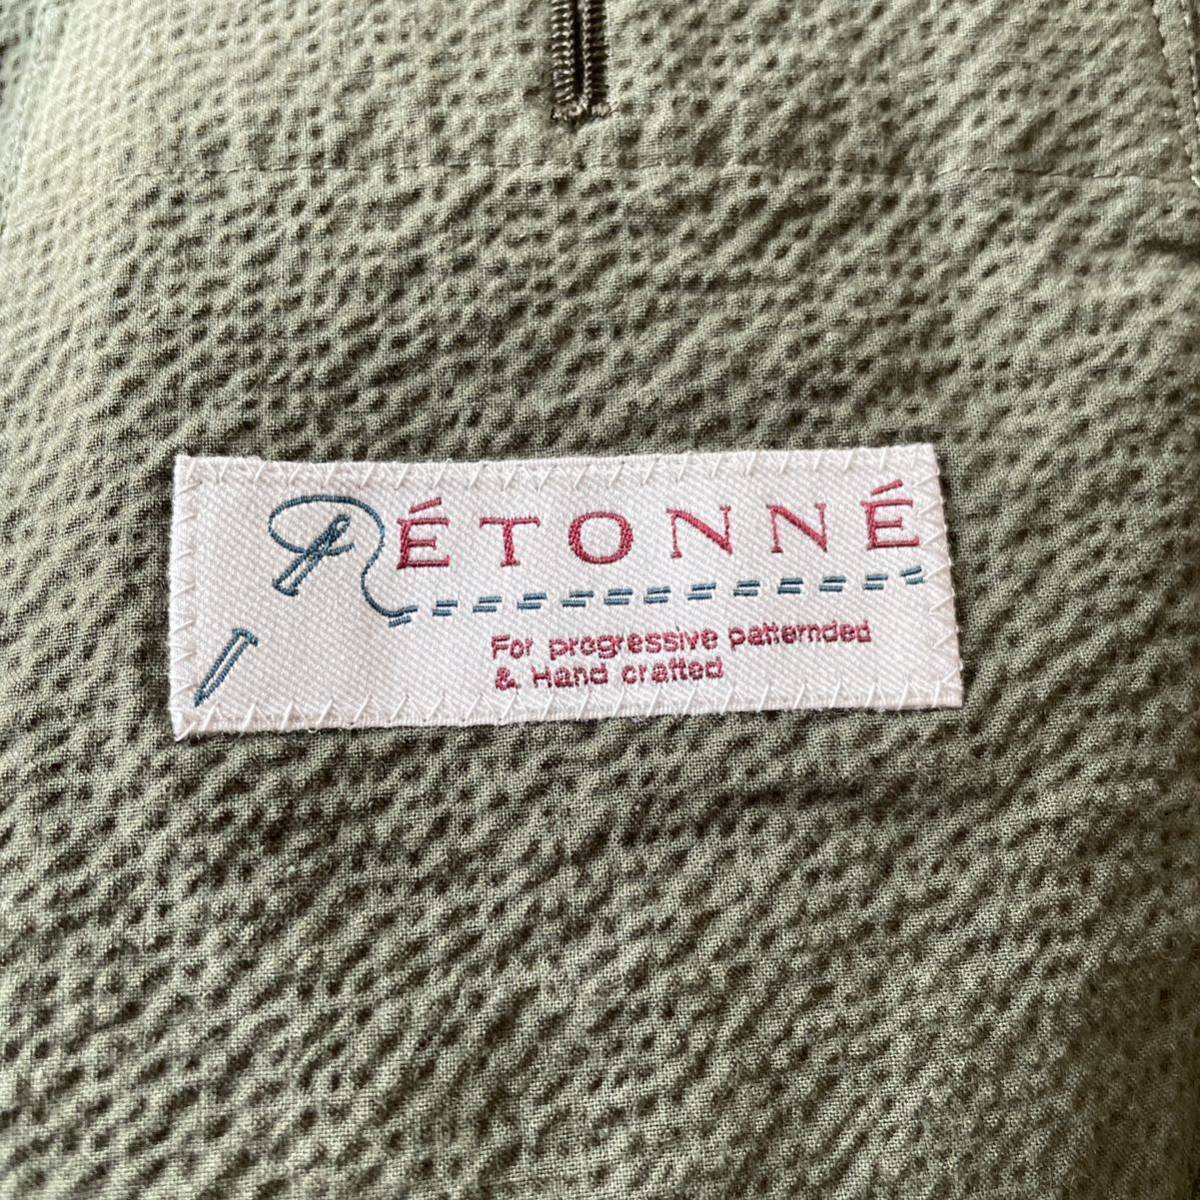 RÉTONNÉ
For progressive patternded
& Hand crafted